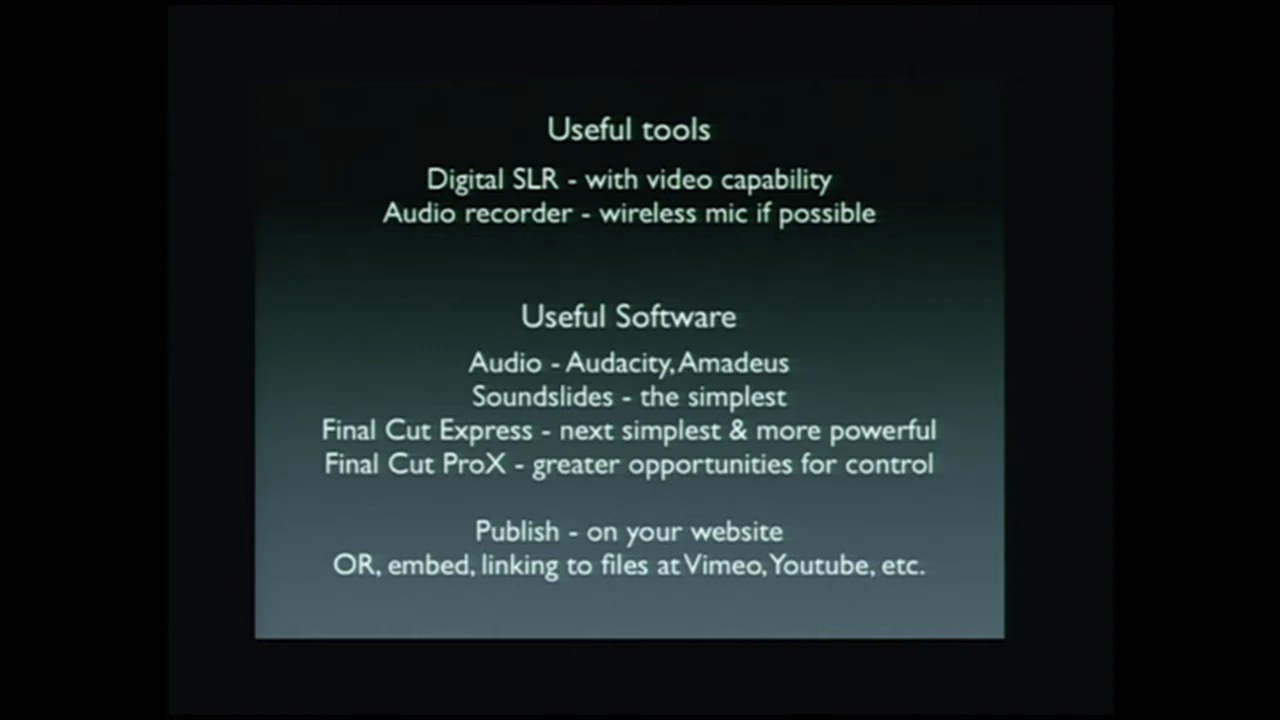 Useful tools
Digital SLR - with video capability
Audio recorder - wireless mic if possible
Useful Software
Audio - Audacity, Amadeus
Soundslides - the simplest
Final Cut Express - next simplest & more powerful
Final Cut ProX - greater opportunities for control
Publish - on your website
OR, embed, linking to files at Vimeo, Youtube, etc.